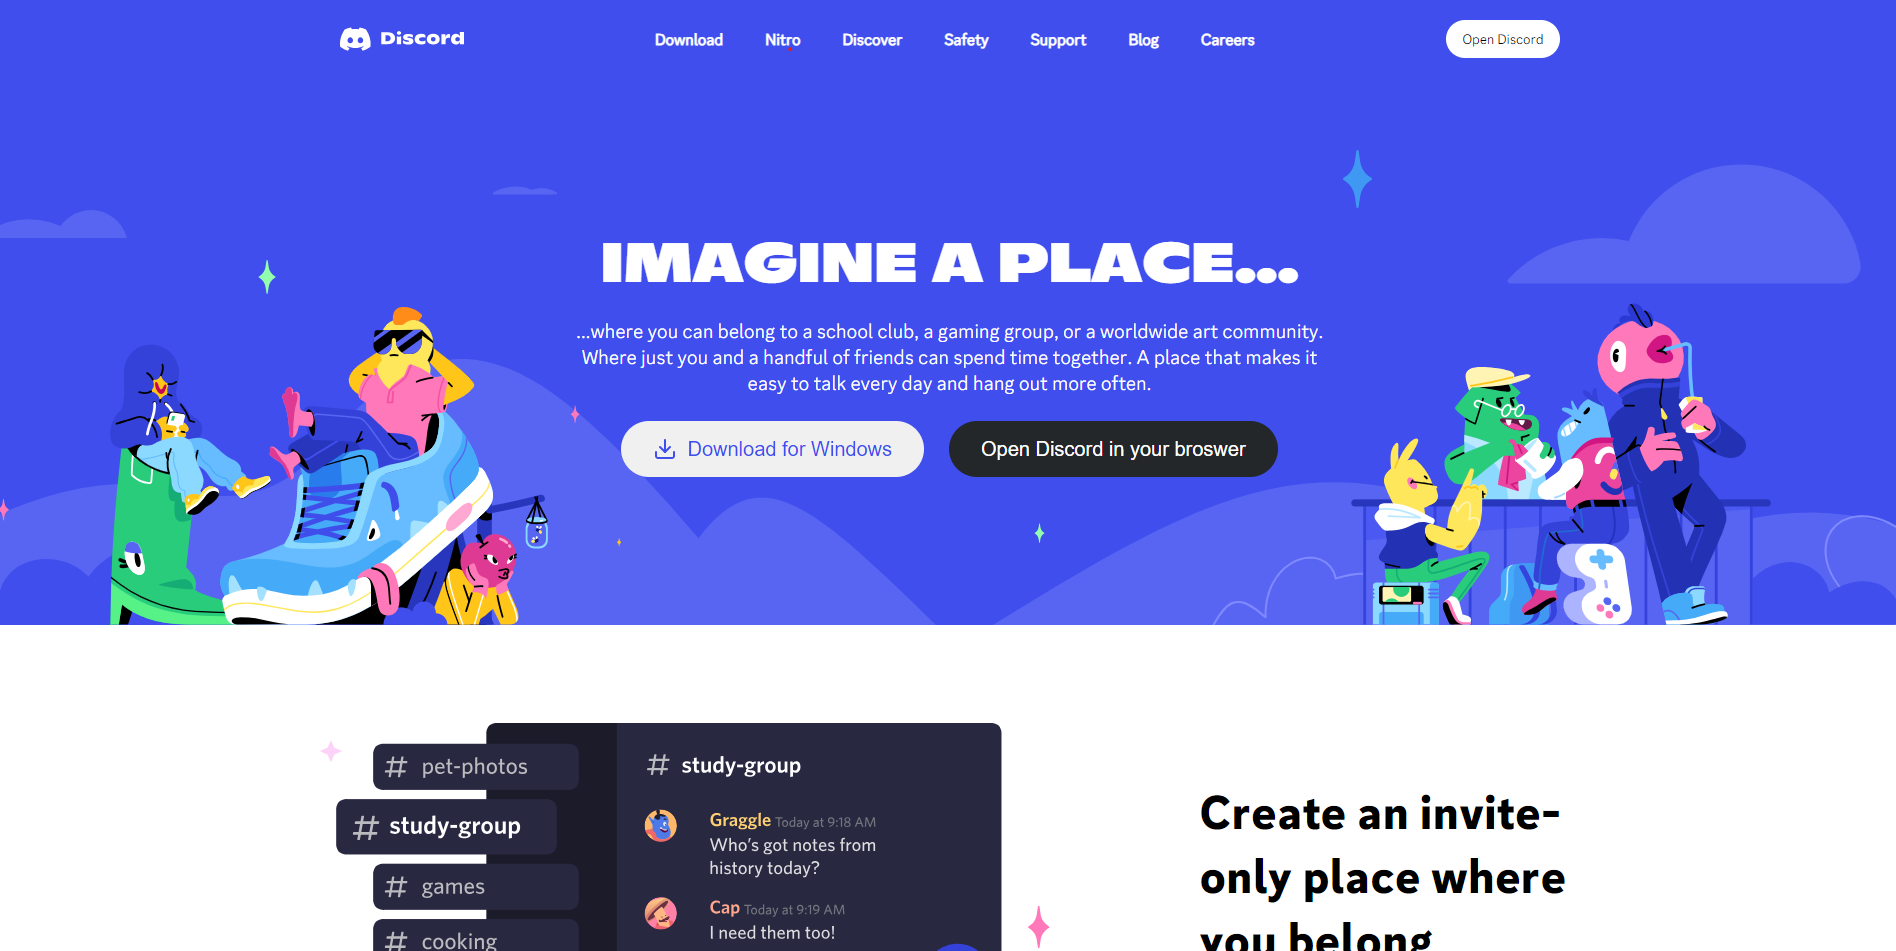 Discord
Download Nitro Discover Safety Support Blog Careers
Open Discord
IMAGINE A PLACE...
...where you can belong to a school club, a gaming group, or a worldwide art community.
Where just you and a handful of friends can spend time together. A place that makes it
easy to talk every day and hang out more often.
Download for Windows
Open Discord in your broswer
# pet-photos
# study-group
# games
# cooking
# study-group
Graggle Today at 9:18 AM
Who's got notes from
history today?
Cap Today at 9:19 AM
I need them too!
Create an invite-
only place where
you belong